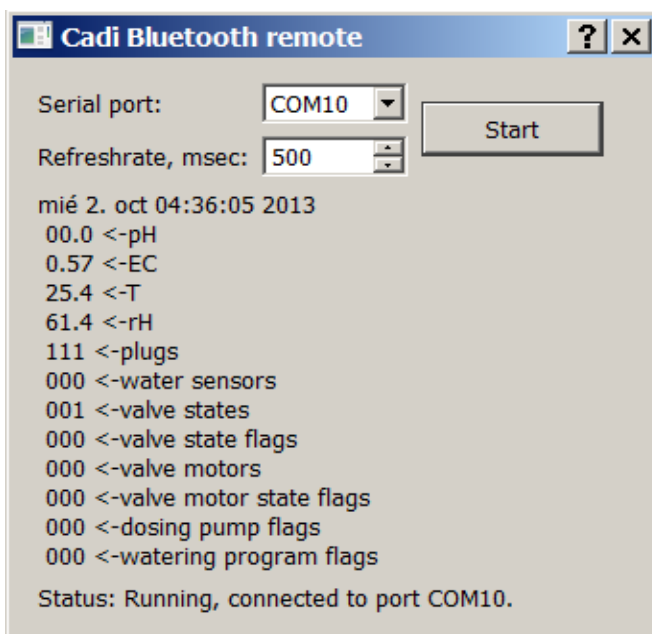 Cadi Bluetooth remote
Serial port: COM10 Start
Refreshrate, msec: 500
mié 2. oct 04:36:05 2013
00.0 <-pH
0.57 <-EC
25.4 <-T
61.4 <-rH
111 <-plugs
000 <-water sensors
001 <-valve states
000 <-valve state flags
000 <-valve motors
000 <-valve motor state flags
000 <-dosing pump flags
000 <-watering program flags
Status: Running, connected to port COM10.